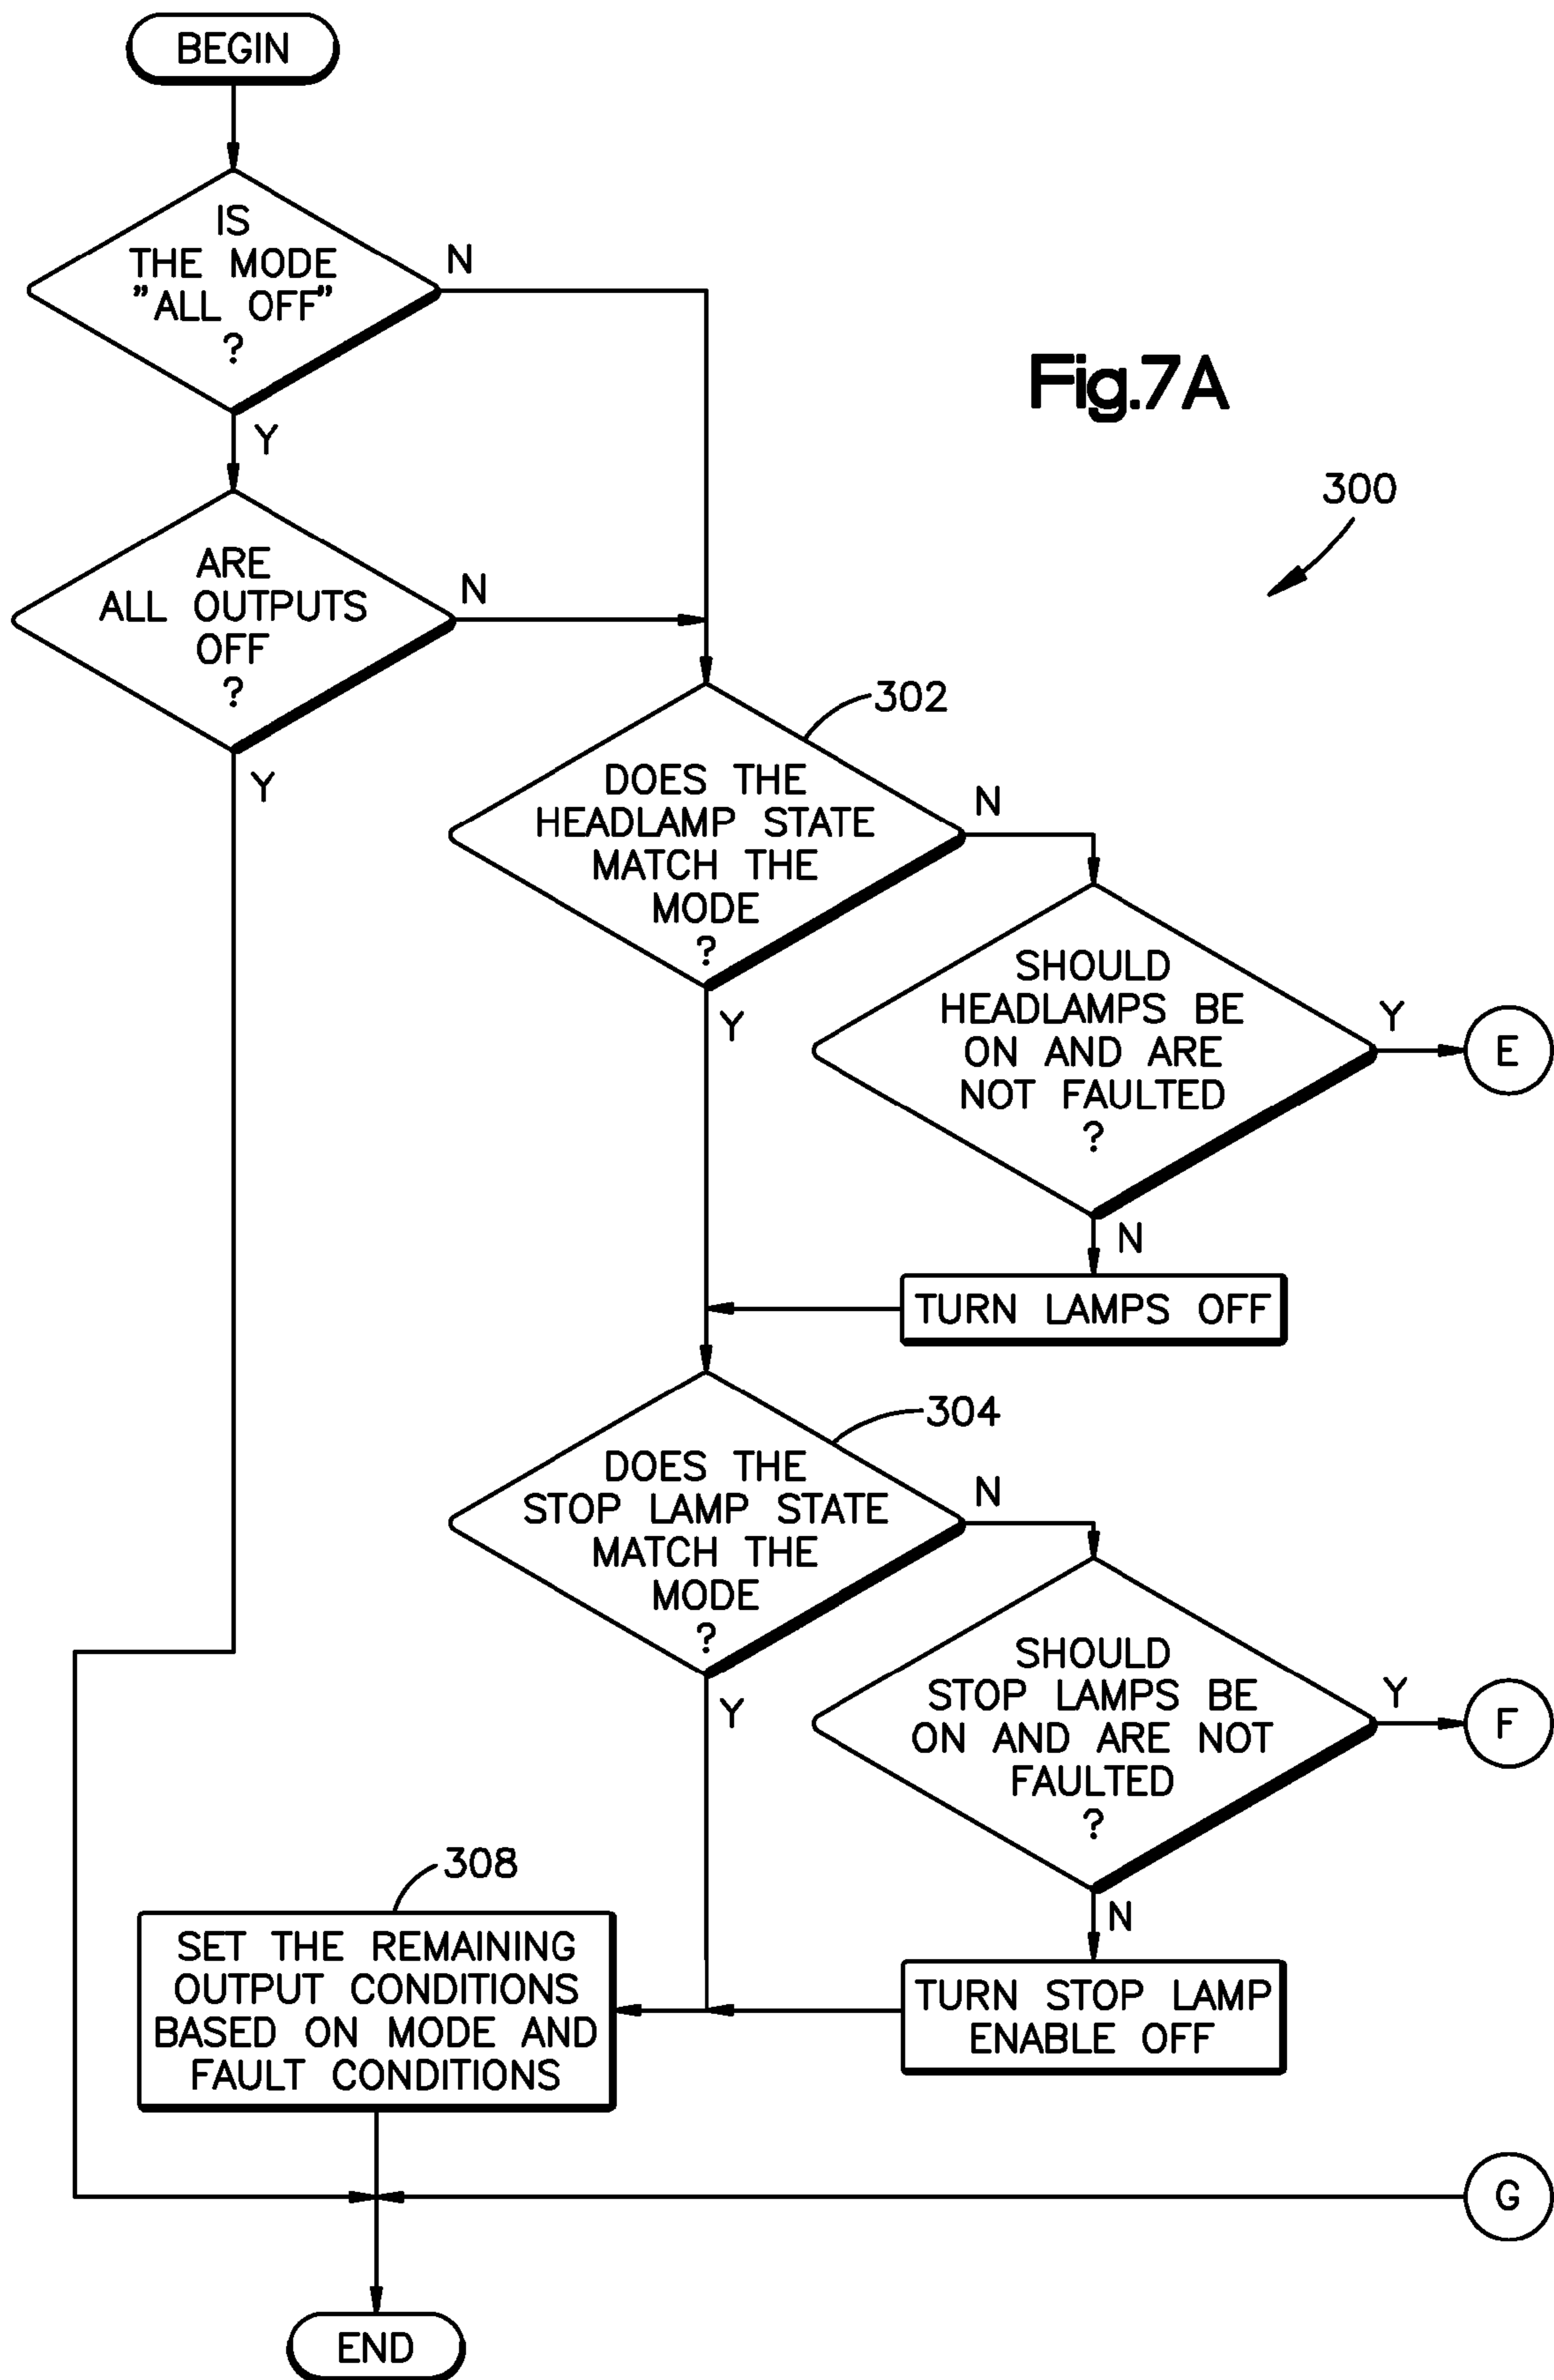 BEGIN
IS
THE MODE
"ALL OFF"
?
N
Y
Fig.7A
300
ARE
ALL OUTPUTS
OFF
?
N
Y
302
DOES THE
HEADLAMP STATE
MATCH THE
MODE
?
N
Y
SHOULD
HEADLAMPS BE
ON AND ARE
NOT FAULTED
?
Y
E
N
TURN LAMPS OFF
304
DOES THE
STOP LAMP STATE
MATCH THE
MODE
?
N
Y
SHOULD
STOP LAMPS BE
ON AND ARE NOT
FAULTED
?
Y
F
N
TURN STOP LAMP
ENABLE OFF
308
SET THE REMAINING
OUTPUT CONDITIONS
BASED ON MODE AND
FAULT CONDITIONS
G
END